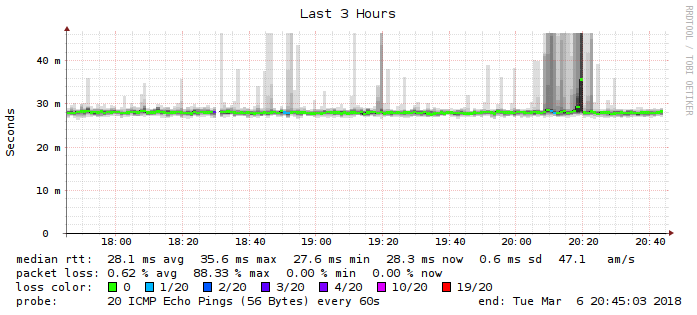 Last 3 Hours
RRDTOOL / TOBI OETIKER
Seconds
40 m
30 m
20 m
10 m
0
18:00 18:20 18:40 19:00 19:20 19:40 20:00 20:20 20:40
median rtt: 28.1 ms avg 35.6 ms max 27.6 ms min 28.3 ms now 0.6 ms sd 47.1 am/s
packet loss: 0.62 % avg 88.33 % max 0.00 % min 0.00 % now
loss color: 0 1/20 2/20 3/20 4/20 10/20 19/20
probe: 20 ICMP Echo Pings (56 Bytes) every 60s end: Tue Mar 6 20:45:03 2018